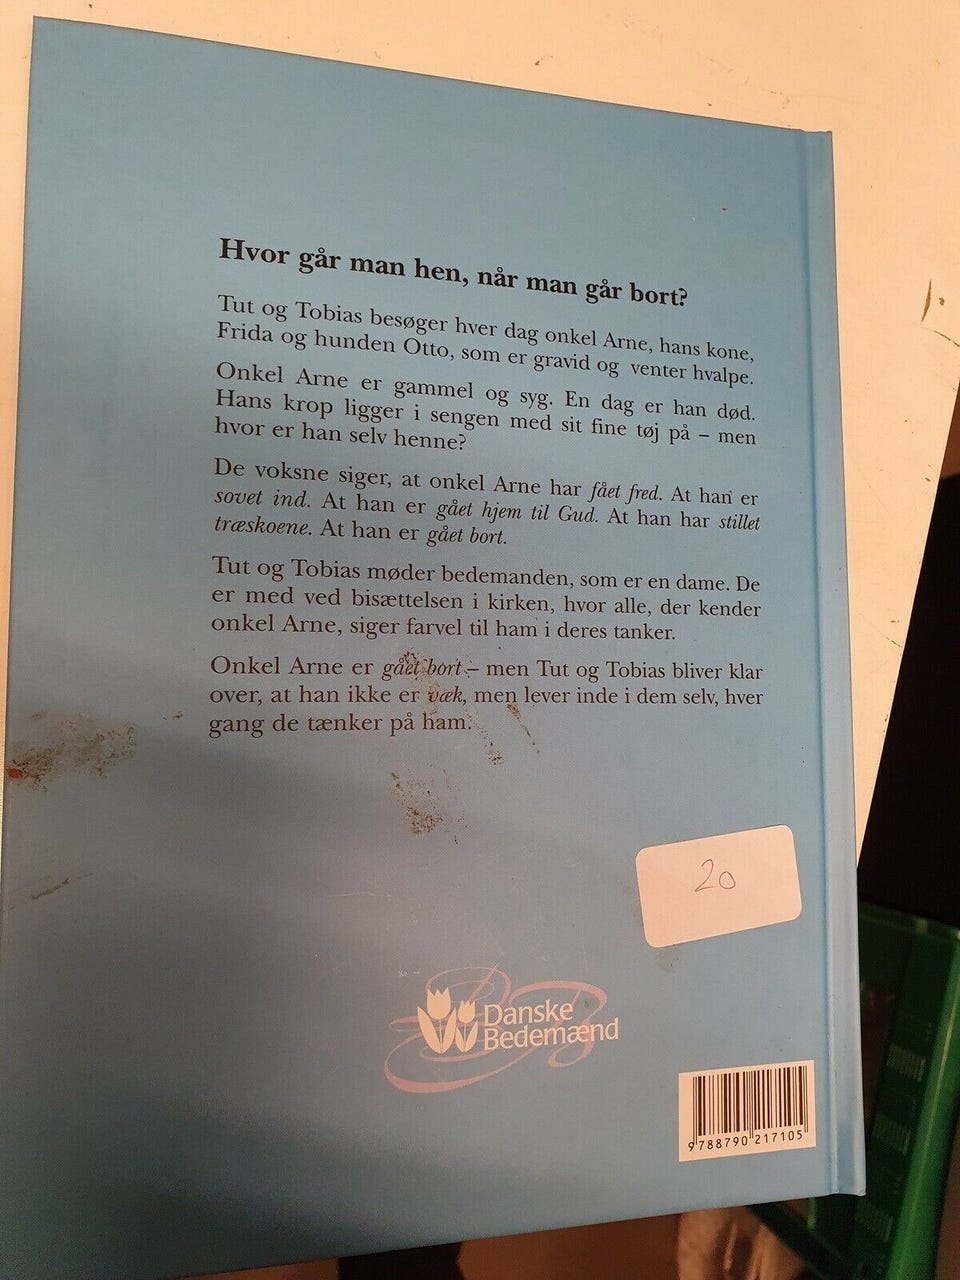 Hvor går man hen, når man går bort?
Tut og Tobias besøger hver dag onkel Arne, hans kone,
Frida og hunden Otto, som er gravid og venter hvalpe.
Onkel Arne er gammel og syg. En dag er han død.
Hans krop ligger i sengen med sit fine tøj på – men
hvor er han selv henne?
De voksne siger, at onkel Arne har fået fred. At han er
sovet ind. At han er gået hjem til Gud. At han har stillet
træskoene. At han er gået bort.
Tut og Tobias møder bedemanden, som er en dame. De
er med ved bisættelsen i kirken, hvor alle, der kender
onkel Arne, siger farvel til ham i deres tanker.
Onkel Arne er gået bort – men Tut og Tobias bliver klar
over, at han ikke er væk, men lever inde i dem selv, hver
gang de tænker på ham.
20
Danske
Bedemænd
9788790217105